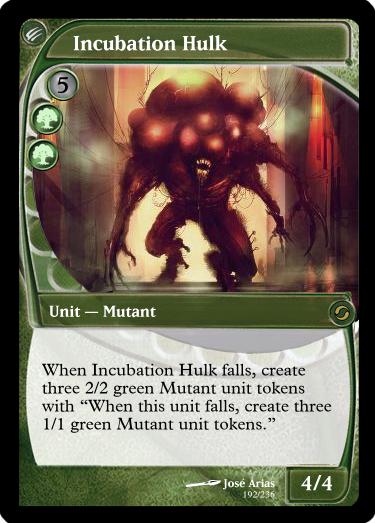 Incubation Hulk
5
Unit — Mutant
When Incubation Hulk falls, create
three 2/2 green Mutant unit tokens
with “When this unit falls, create three
1/1 green Mutant unit tokens.”
José Arias
192/236
4/4